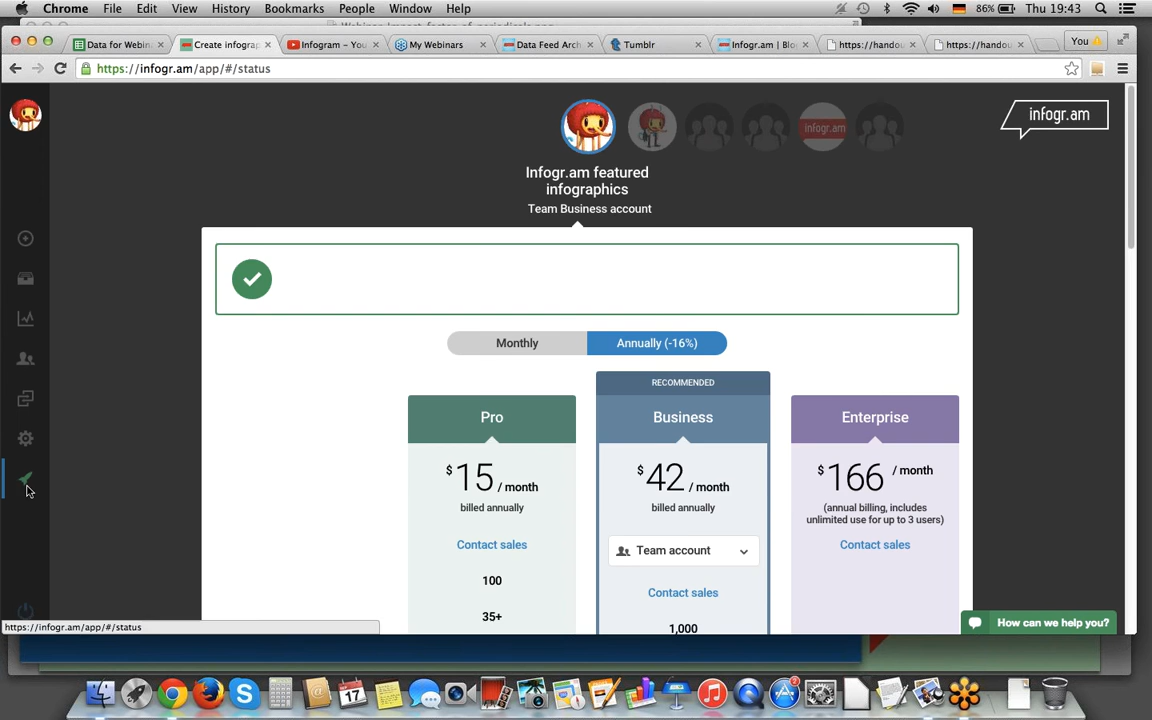 Chrome File Edit View History Bookmarks People Window Help 86% Thu 19:43
Data for Webin Create infograp Infogram – You My Webinars Data Feed Arch Tumblr Infogr.am | Blo https://handou https://handou You
https://infogr.am/app/#/status
infogr.am
infogr.am
Infogr.am featured
infographics
Team Business account
Monthly Annually (-16%)
RECOMMENDED
Pro Business Enterprise
$15 / month $42 / month $166 / month
billed annually billed annually (annual billing, includes
unlimited use for up to 3 users)
Contact sales Team account Contact sales
100 Contact sales
35+ 1,000
How can we help you?
https://infogr.am/app/#/status
17
2